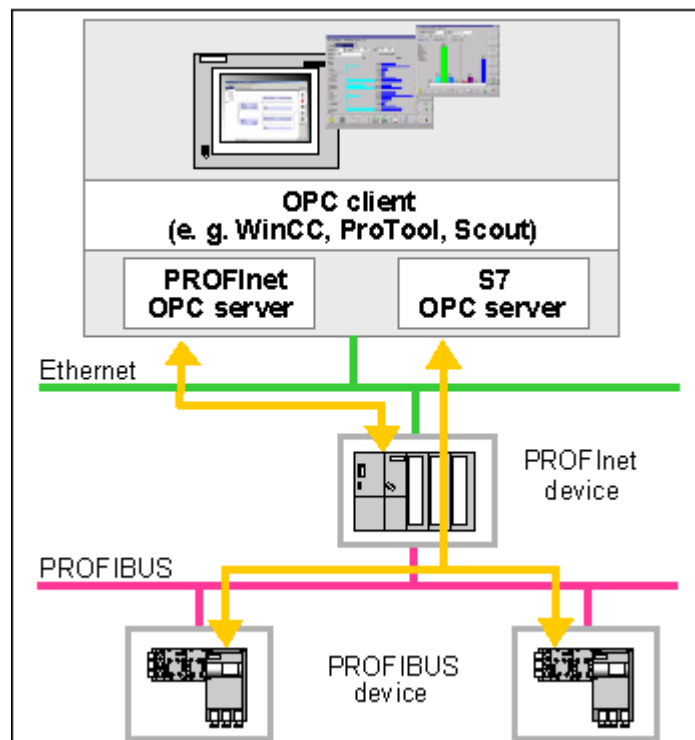 OPC client
(e. g. WinCC, ProTool, Scout)
PROFInet
OPC server
S7
OPC server
Ethernet
PROFInet
device
PROFIBUS
PROFIBUS
device